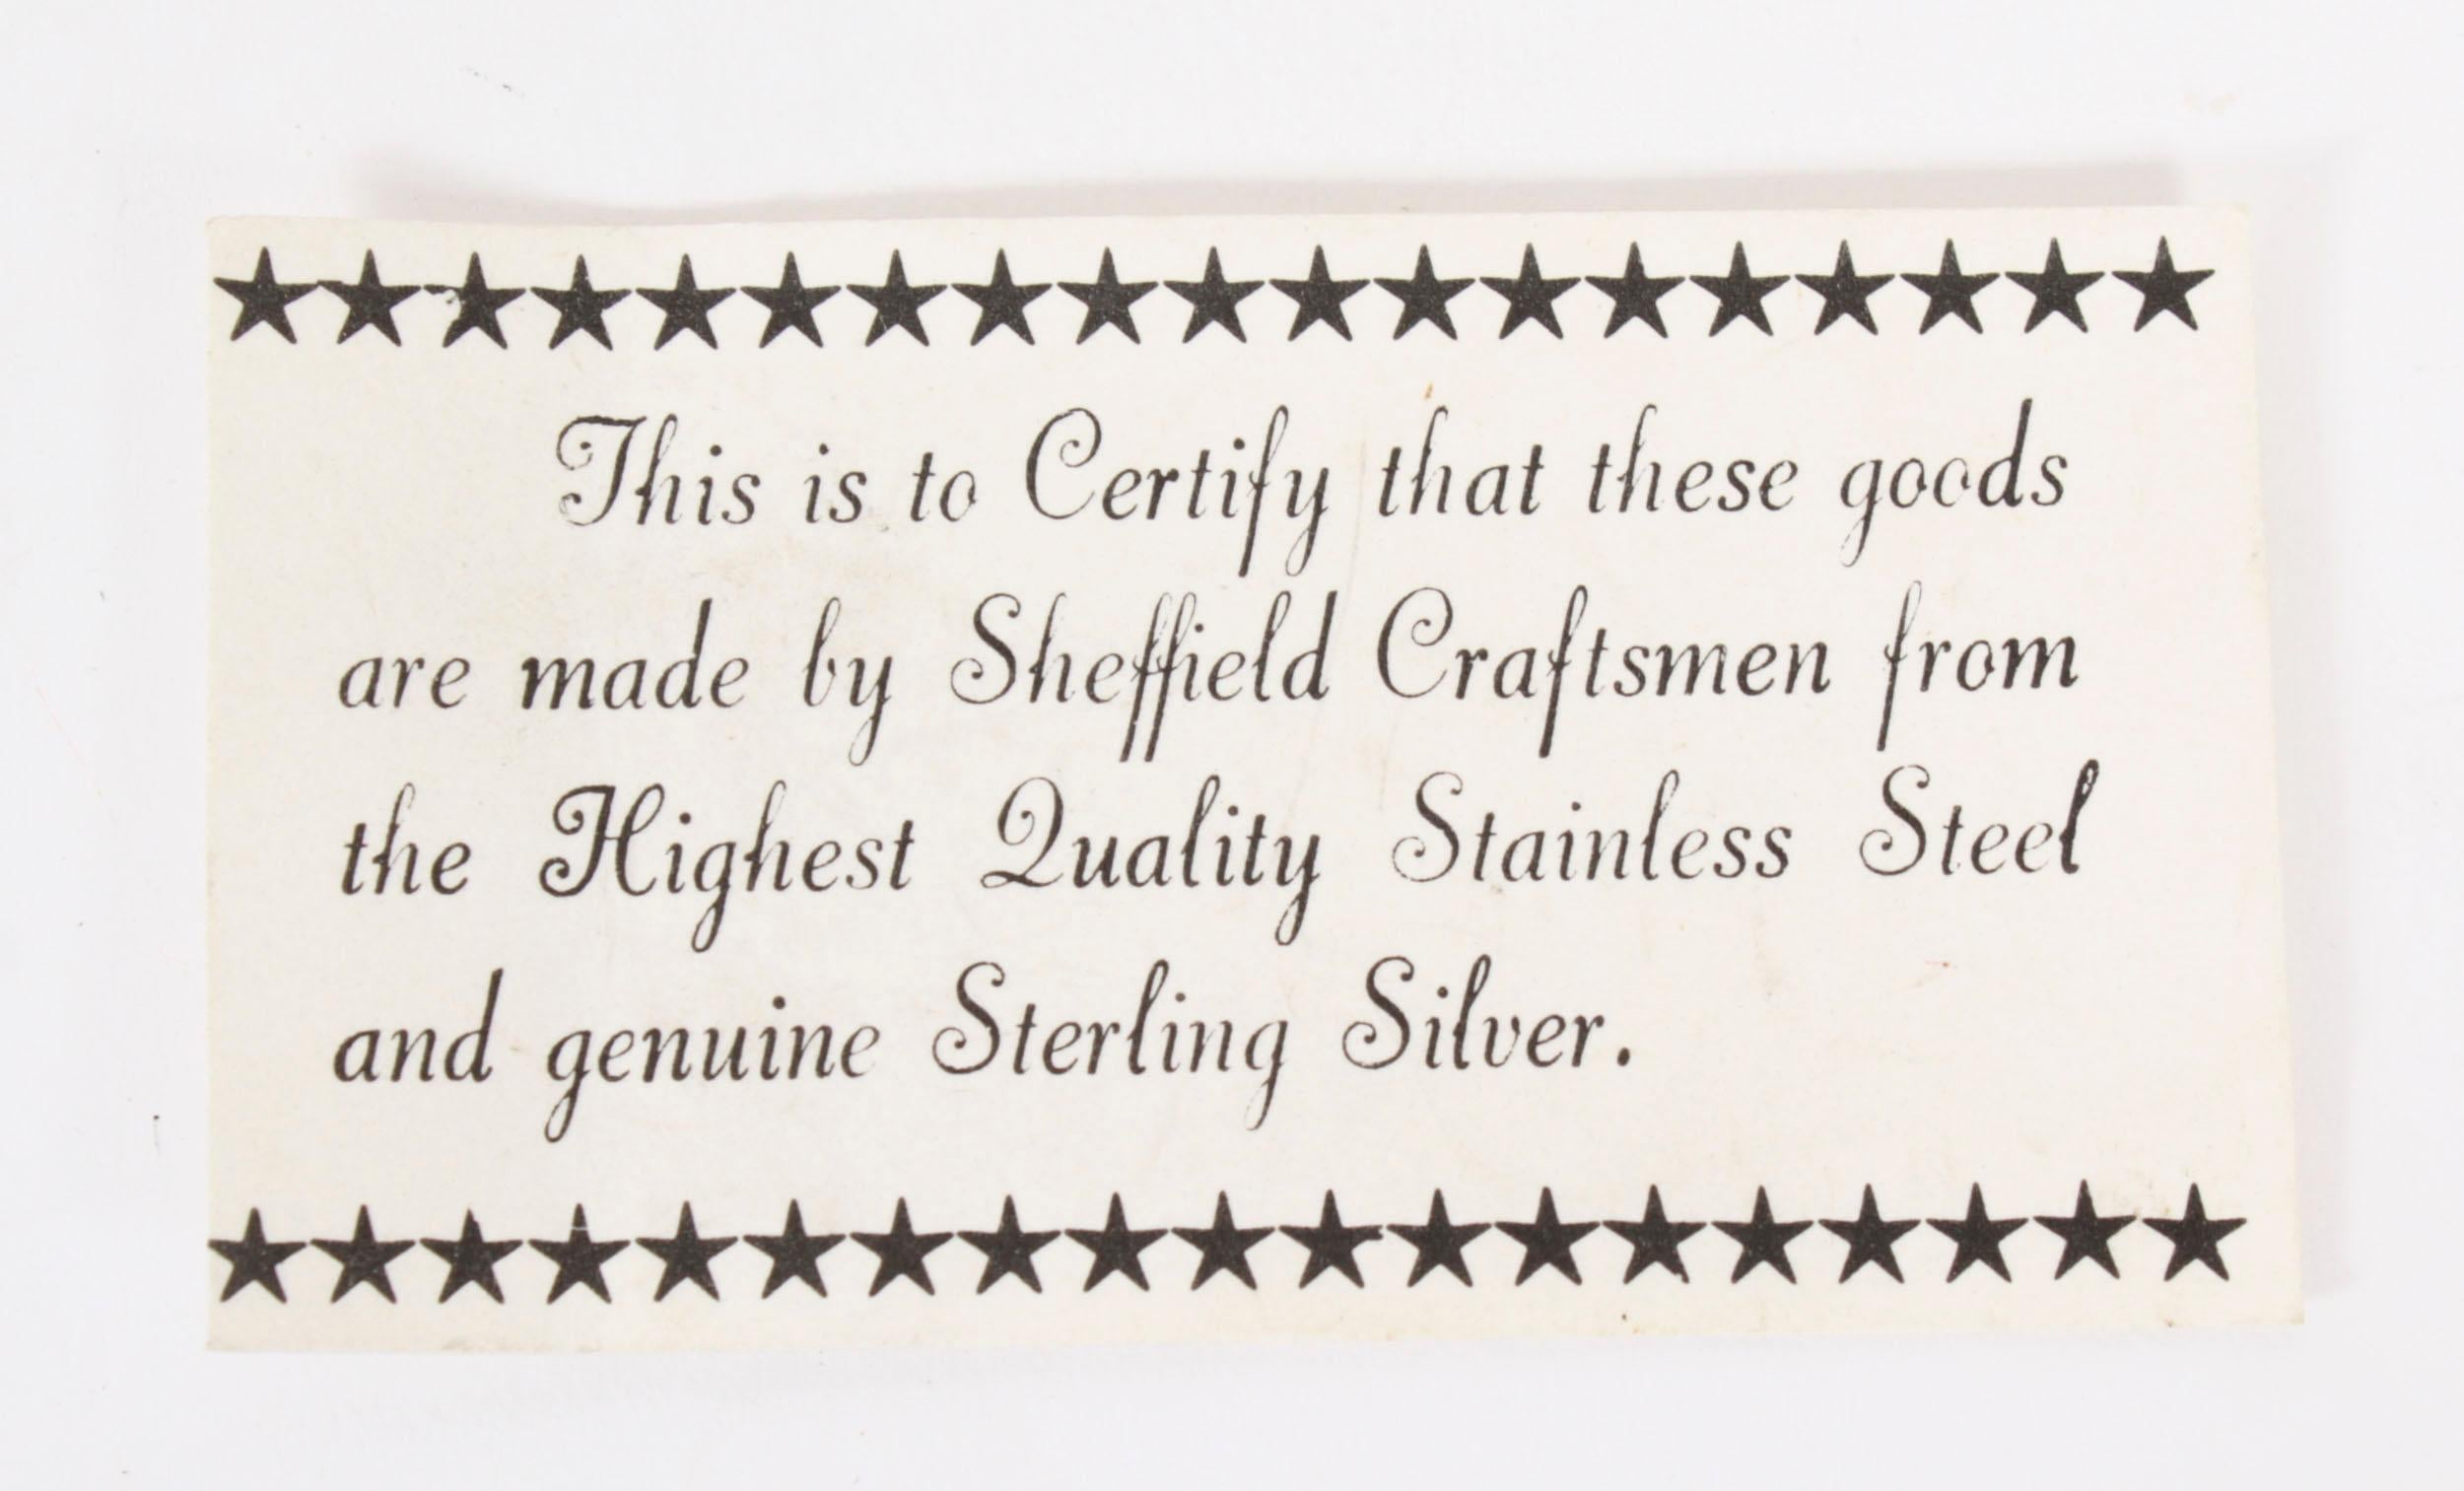 This is to Certify that these goods
are made by Sheffield Craftsmen from
the Highest Quality Stainless Steel
and genuine Sterling Silver.